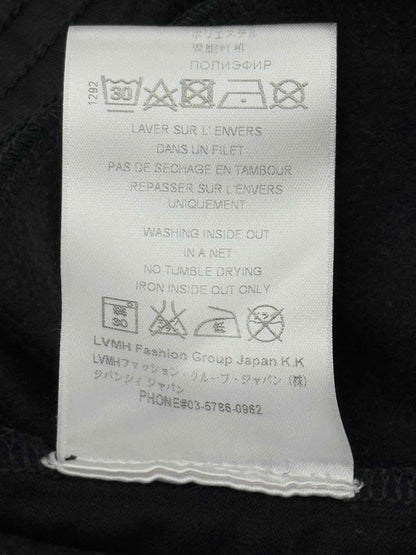 ポリエステル
聚酯纤维
ПОЛИЭФИР
1292
30
LAVER SUR L'ENVERS
DANS UN FILET
PAS DE SECHAGE EN TAMBOUR
REPASSER SUR L'ENVERS
UNIQUEMENT
WASHING INSIDE OUT
IN A NET
NO TUMBLE DRYING
IRON INSIDE OUT ONLY
30
LVMH Fashion Group Japan K.K
LVMHファッション・グループ・ジャパン(株)
ジバンシィ ジャパン
PHONE#03-5786-0962